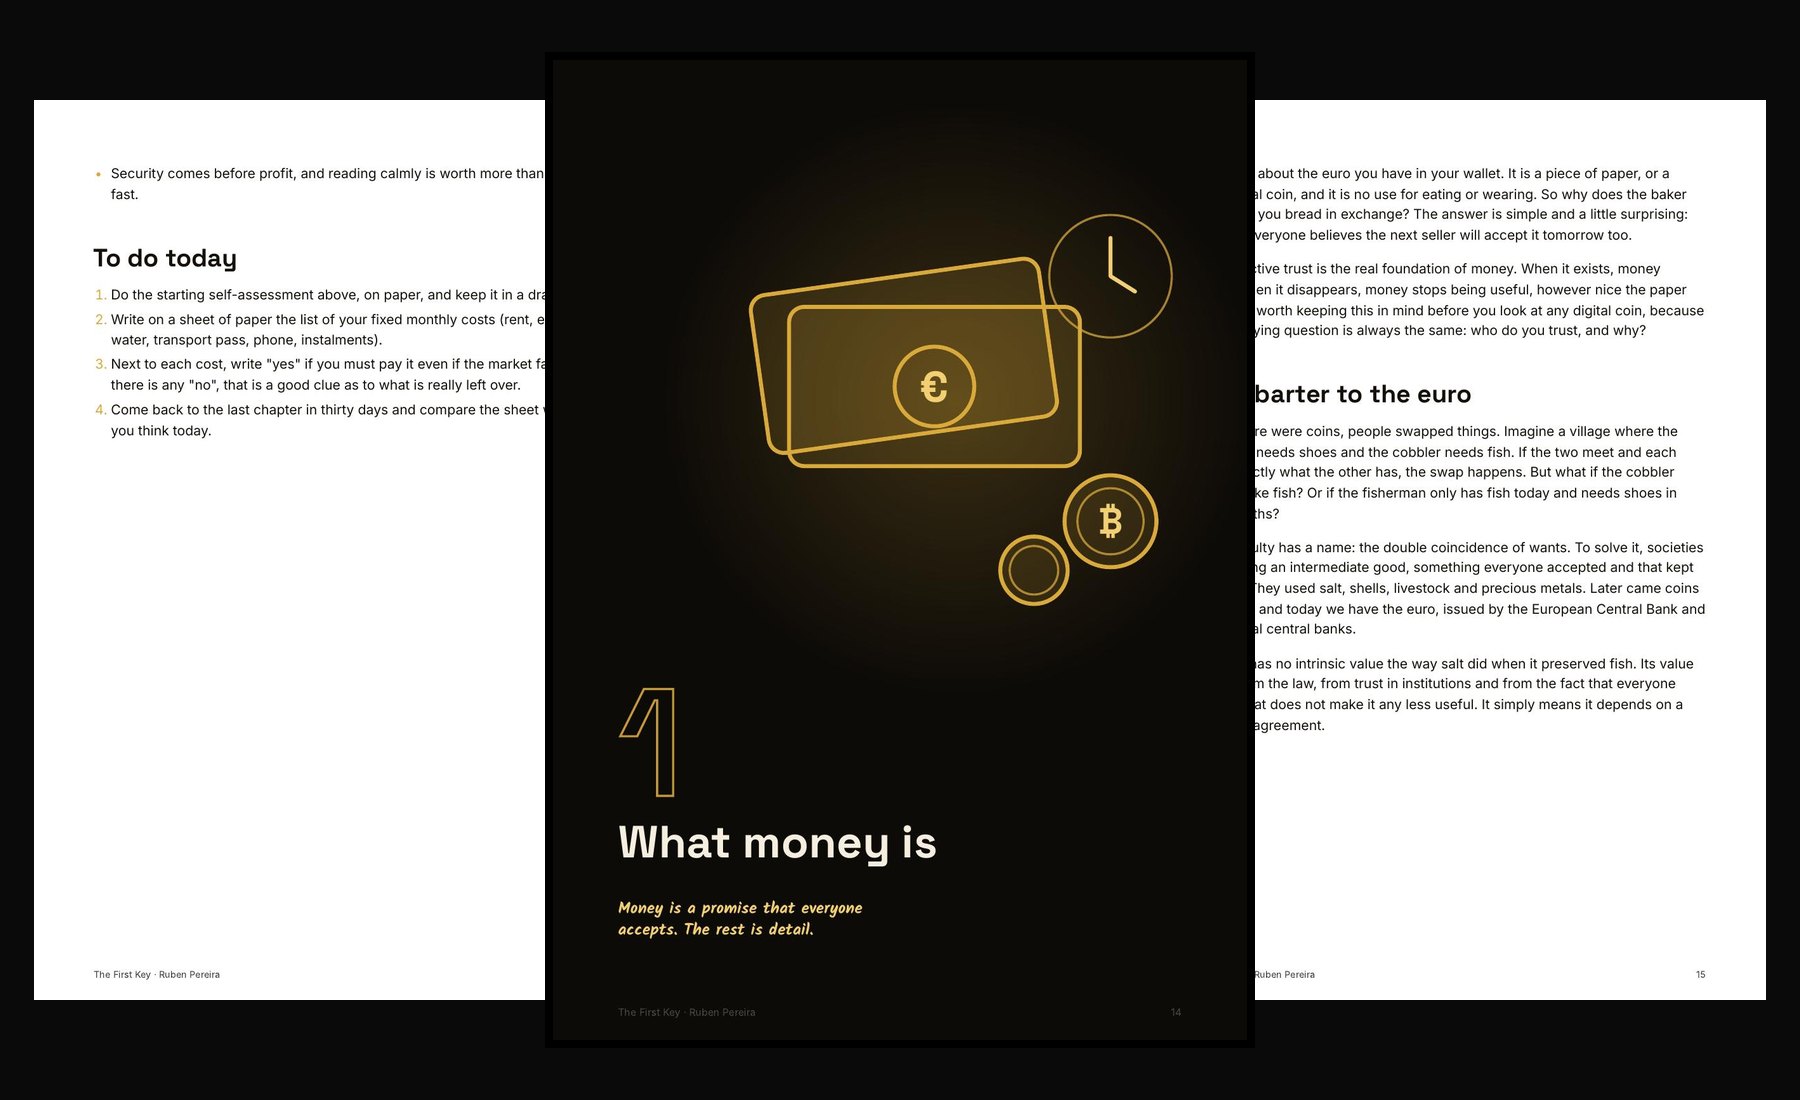 • Security comes before profit, and reading calmly is worth more than
fast.
To do today
1. Do the starting self-assessment above, on paper, and keep it in a
2. Write on a sheet of paper the list of your fixed monthly costs (rent,
water, transport pass, phone, instalments).
3. Next to each cost, write "yes" if you must pay it even if the market
there is any "no", that is a good clue as to what is really left over.
4. Come back to the last chapter in thirty days and compare the sheet
you think today.
The First Key · Ruben Pereira
€
₿
1
What money is
Money is a promise that everyone
accepts. The rest is detail.
The First Key · Ruben Pereira
14
about the euro you have in your wallet. It is a piece of paper, or a
coin, and it is no use for eating or wearing. So why does the baker
you bread in exchange? The answer is simple and a little surprising:
everyone believes the next seller will accept it tomorrow too.
trust is the real foundation of money. When it exists, money
it disappears, money stops being useful, however nice the paper
worth keeping this in mind before you look at any digital coin, because
question is always the same: who do you trust, and why?
barter to the euro
were coins, people swapped things. Imagine a village where the
needs shoes and the cobbler needs fish. If the two meet and each
what the other has, the swap happens. But what if the cobbler
fish? Or if the fisherman only has fish today and needs shoes in
has a name: the double coincidence of wants. To solve it, societies
an intermediate good, something everyone accepted and that kept
They used salt, shells, livestock and precious metals. Later came coins
and today we have the euro, issued by the European Central Bank and
central banks.
has no intrinsic value the way salt did when it preserved fish. Its value
the law, from trust in institutions and from the fact that everyone
does not make it any less useful. It simply means it depends on a
agreement.
Ruben Pereira
15